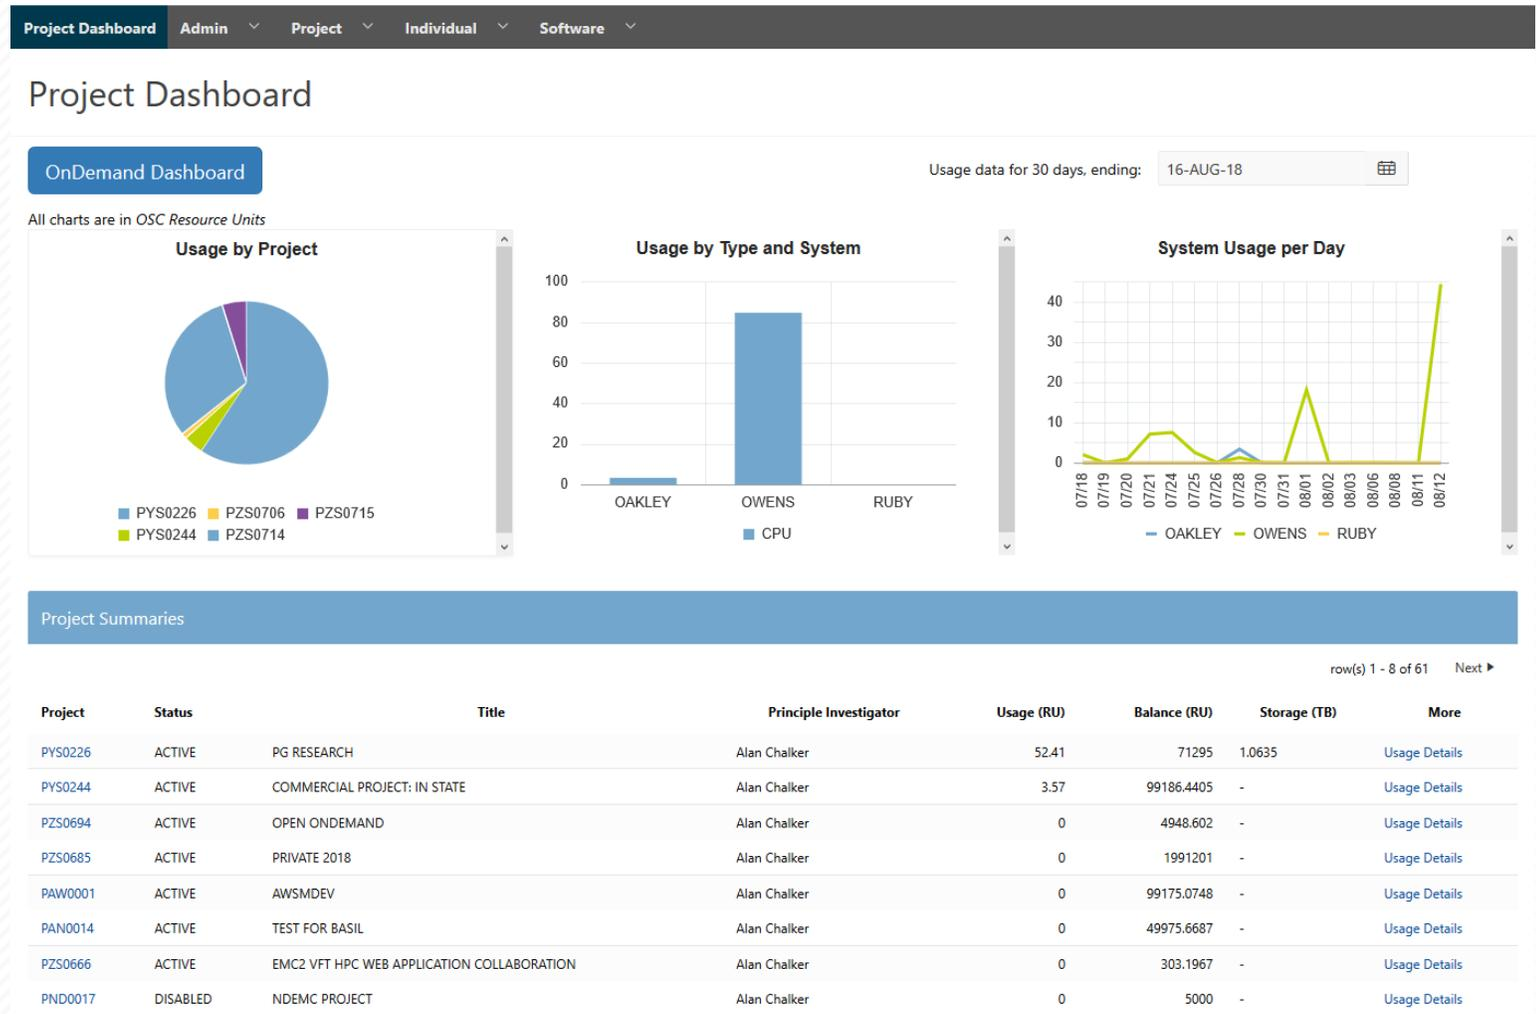 Project Dashboard Admin Project Individual Software
Project Dashboard
OnDemand Dashboard
Usage data for 30 days, ending: 16-AUG-18
All charts are in OSC Resource Units
Usage by Project
PYS0226 PZS0706 PZS0715
PYS0244 PZS0714
Usage by Type and System
100
80
60
40
20
0
OAKLEY OWENS RUBY
CPU
System Usage per Day
40
30
20
10
0
07/18 07/19 07/20 07/21 07/24 07/25 07/26 07/28 07/30 07/31 08/01 08/02 08/03 08/06 08/08 08/11 08/12
OAKLEY OWENS RUBY
Project Summaries
row(s) 1 - 8 of 61 Next
Project Status Title Principle Investigator Usage (RU) Balance (RU) Storage (TB) More
PYS0226 ACTIVE PG RESEARCH Alan Chalker 52.41 71295 1.0635 Usage Details
PYS0244 ACTIVE COMMERCIAL PROJECT: IN STATE Alan Chalker 3.57 99186.4405 - Usage Details
PZS0694 ACTIVE OPEN ONDEMAND Alan Chalker 0 4948.602 - Usage Details
PZS0685 ACTIVE PRIVATE 2018 Alan Chalker 0 1991201 - Usage Details
PAW0001 ACTIVE AWSMDEV Alan Chalker 0 99175.0748 - Usage Details
PAN0014 ACTIVE TEST FOR BASIL Alan Chalker 0 49975.6687 - Usage Details
PZS0666 ACTIVE EMC2 VFT HPC WEB APPLICATION COLLABORATION Alan Chalker 0 303.1967 - Usage Details
PND0017 DISABLED NDEMC PROJECT Alan Chalker 0 5000 - Usage Details